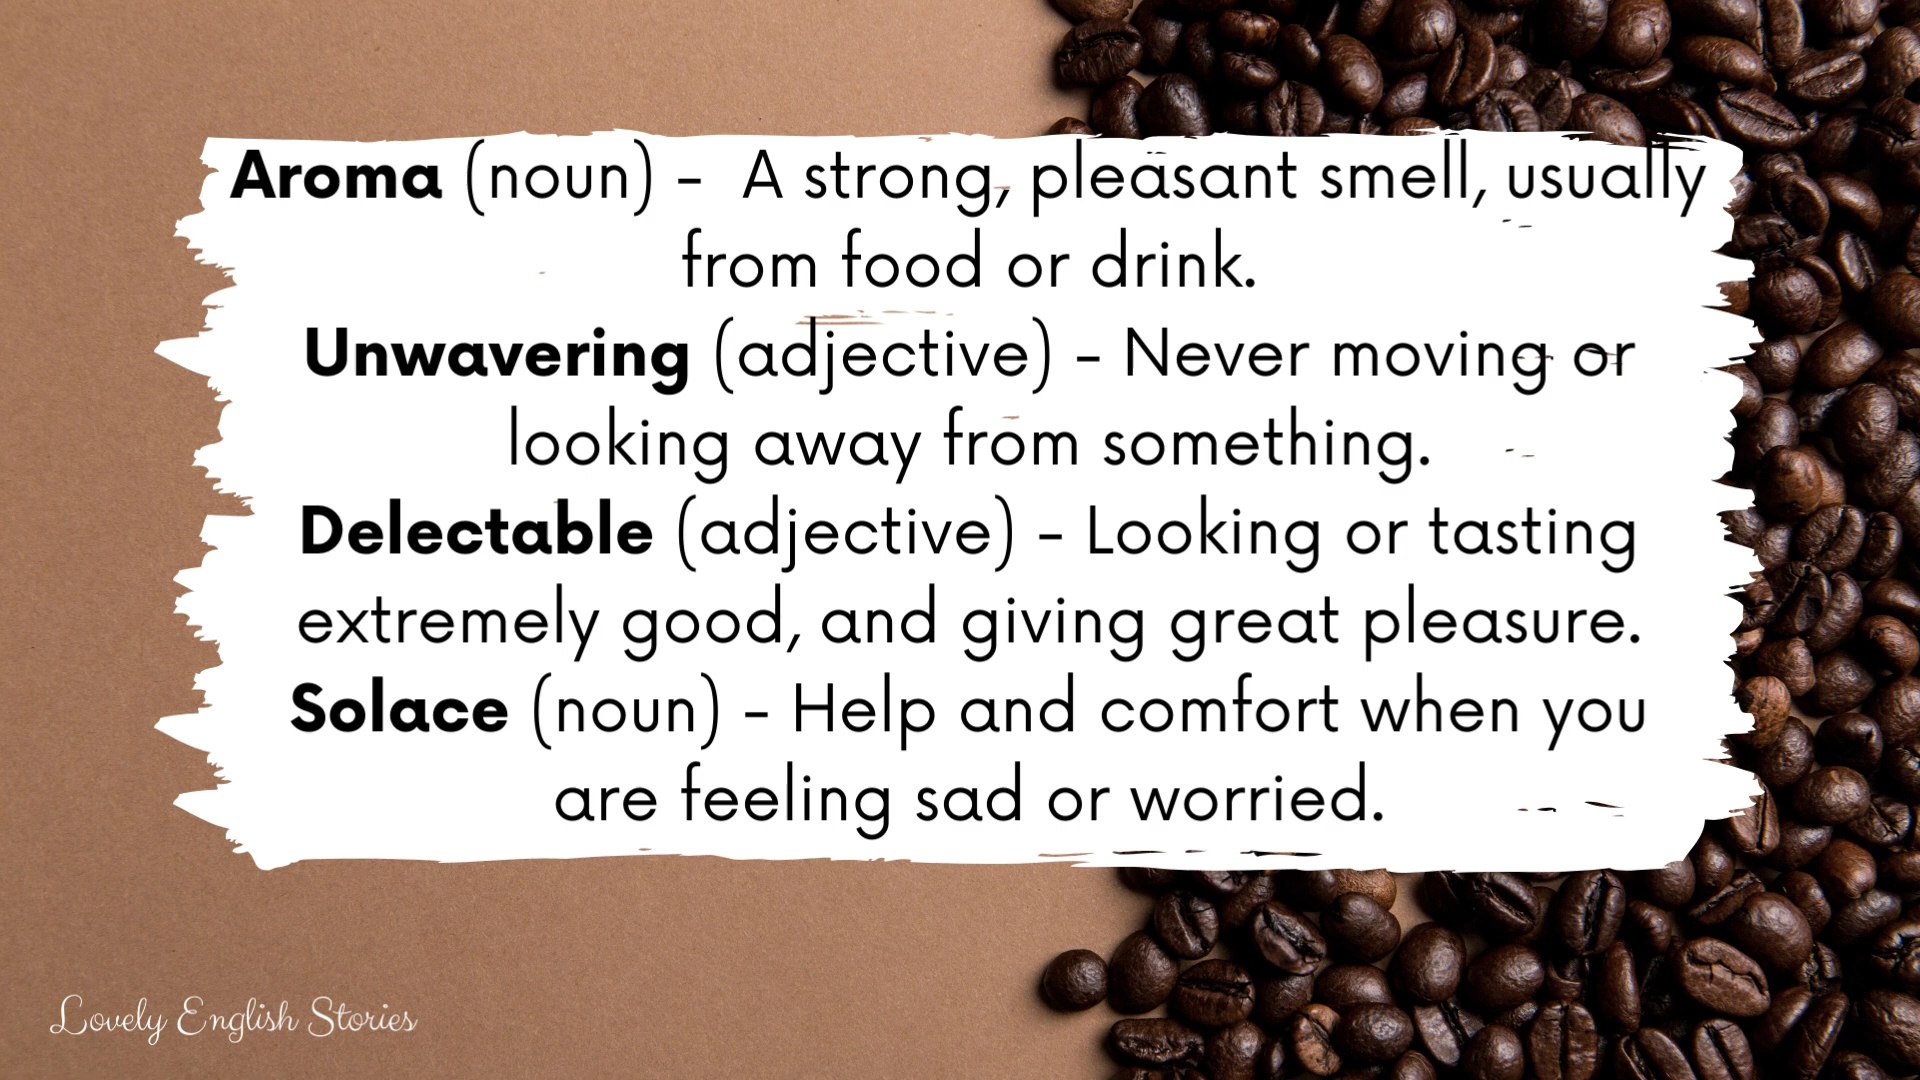 Aroma (noun) -  A strong, pleasant smell, usually
from food or drink.
Unwavering (adjective) - Never moving or
looking away from something.
Delectable (adjective) - Looking or tasting
extremely good, and giving great pleasure.
Solace (noun) - Help and comfort when you
are feeling sad or worried.
Lovely English Stories